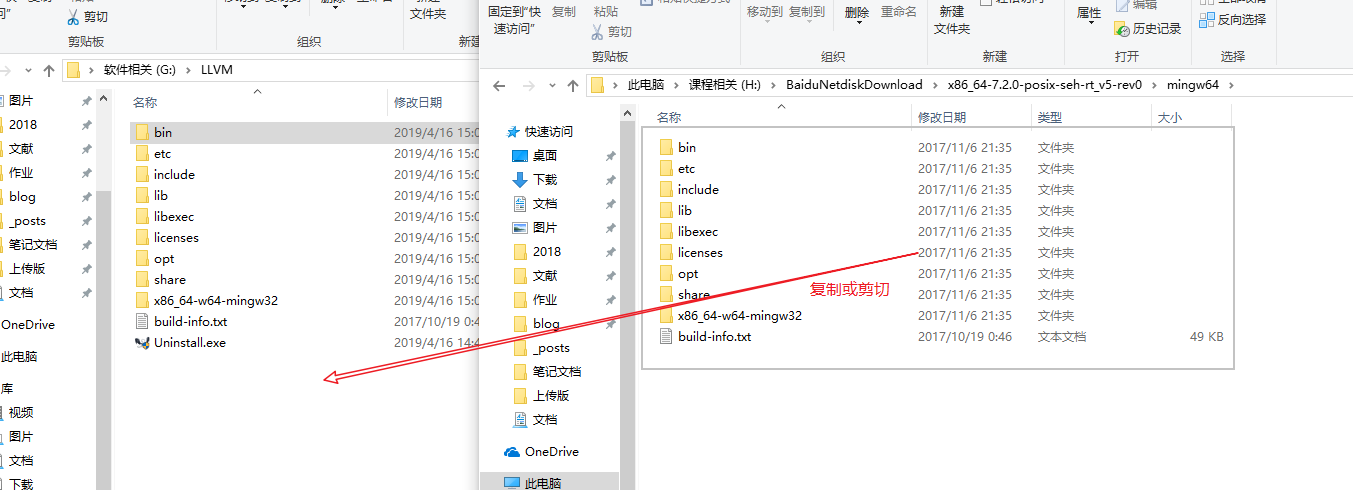 访问"
剪切
剪贴板
组织
文件夹
新建
软件相关 (G:) LLVM
名称 修改日期
图片
2018
文献
作业
blog
_posts
笔记文档
上传版
文档
OneDrive
此电脑
库
视频
图片
文档
下载
bin 2019/4/16 15:0
etc 2019/4/16 15:0
include 2019/4/16 15:0
lib 2019/4/16 15:0
libexec 2019/4/16 15:0
licenses 2019/4/16 15:0
opt 2019/4/16 15:0
share 2019/4/16 15:0
x86_64-w64-mingw32 2019/4/16 15:0
build-info.txt 2017/10/19 0:4
Uninstall.exe 2019/4/16 14:4
固定到"快速访问"
复制
粘贴
粘贴快捷方式
剪切
剪贴板
移动到 复制到
删除 重命名
组织
新建
文件夹
轻松访问
新建
属性
编辑
历史记录
打开
全部取消
反向选择
选择
此电脑 课程相关 (H:) BaiduNetdiskDownload x86_64-7.2.0-posix-seh-rt_v5-rev0 mingw64
名称 修改日期 类型 大小
快速访问
桌面
下载
文档
图片
2018
文献
作业
blog
_posts
笔记文档
上传版
文档
OneDrive
此电脑
bin 2017/11/6 21:35 文件夹
etc 2017/11/6 21:35 文件夹
include 2017/11/6 21:35 文件夹
lib 2017/11/6 21:35 文件夹
libexec 2017/11/6 21:35 文件夹
licenses 2017/11/6 21:35 文件夹
opt 2017/11/6 21:35 文件夹
share 2017/11/6 21:35 文件夹
x86_64-w64-mingw32 2017/11/6 21:35 文件夹
build-info.txt 2017/10/19 0:46 文本文档 49 KB
复制或剪切